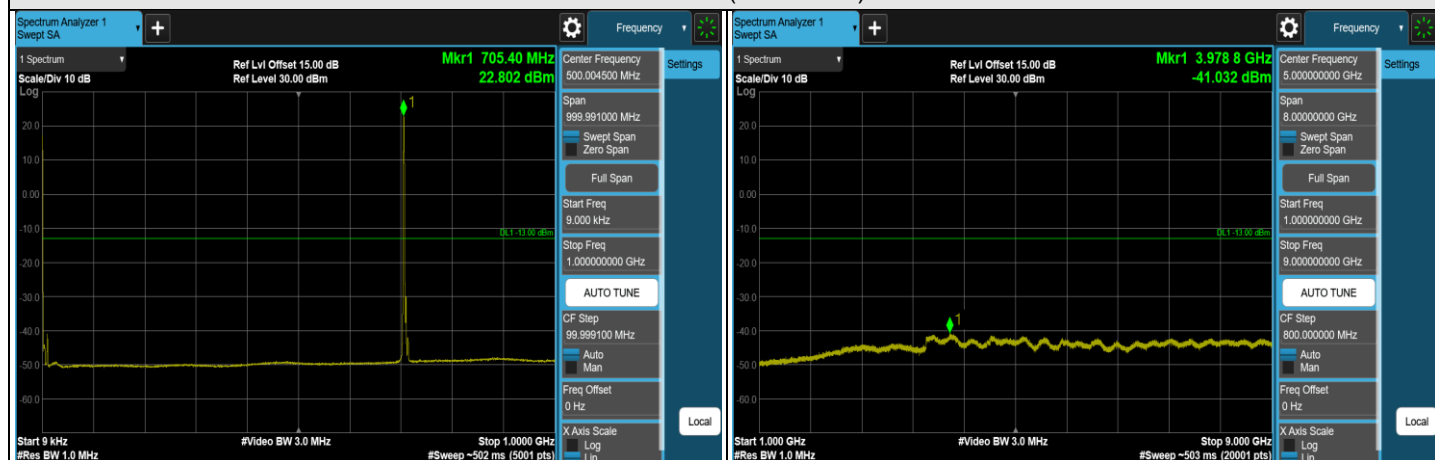 Spectrum Analyzer 1
Swept SA
Frequency
1 Spectrum
Scale/Div 10 dB
Log
Ref Lvl Offset 15.00 dB
Ref Level 30.00 dBm
Mkr1 705.40 MHz
22.802 dBm
1
20.0
10.0
0.00
-10.0
-20.0
-30.0
-40.0
-50.0
-60.0
DL1 -13.00 dBm
Start 9 kHz
#Res BW 1.0 MHz
#Video BW 3.0 MHz
Stop 1.0000 GHz
#Sweep ~502 ms (5001 pts)
Center Frequency
500.004500 MHz
Settings
Span
999.991000 MHz
Swept Span
Zero Span
Full Span
Start Freq
9.000 kHz
Stop Freq
1.000000000 GHz
AUTO TUNE
CF Step
99.999100 MHz
Auto
Man
Freq Offset
0 Hz
X Axis Scale
Log
Lin
Local
Spectrum Analyzer 1
Swept SA
Frequency
1 Spectrum
Scale/Div 10 dB
Log
Ref Lvl Offset 15.00 dB
Ref Level 30.00 dBm
Mkr1 3.978 8 GHz
-41.032 dBm
1
20.0
10.0
0.00
-10.0
-20.0
-30.0
-40.0
-50.0
-60.0
DL1 -13.00 dBm
Start 1.000 GHz
#Res BW 1.0 MHz
#Video BW 3.0 MHz
Stop 9.000 GHz
#Sweep ~503 ms (20001 pts)
Center Frequency
5.000000000 GHz
Settings
Span
8.00000000 GHz
Swept Span
Zero Span
Full Span
Start Freq
1.000000000 GHz
Stop Freq
9.000000000 GHz
AUTO TUNE
CF Step
800.000000 MHz
Auto
Man
Freq Offset
0 Hz
X Axis Scale
Log
Lin
Local